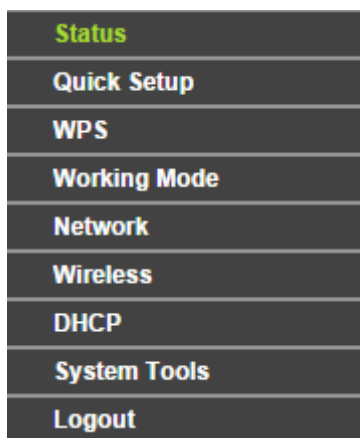 Status
Quick Setup
WPS
Working Mode
Network
Wireless
DHCP
System Tools
Logout